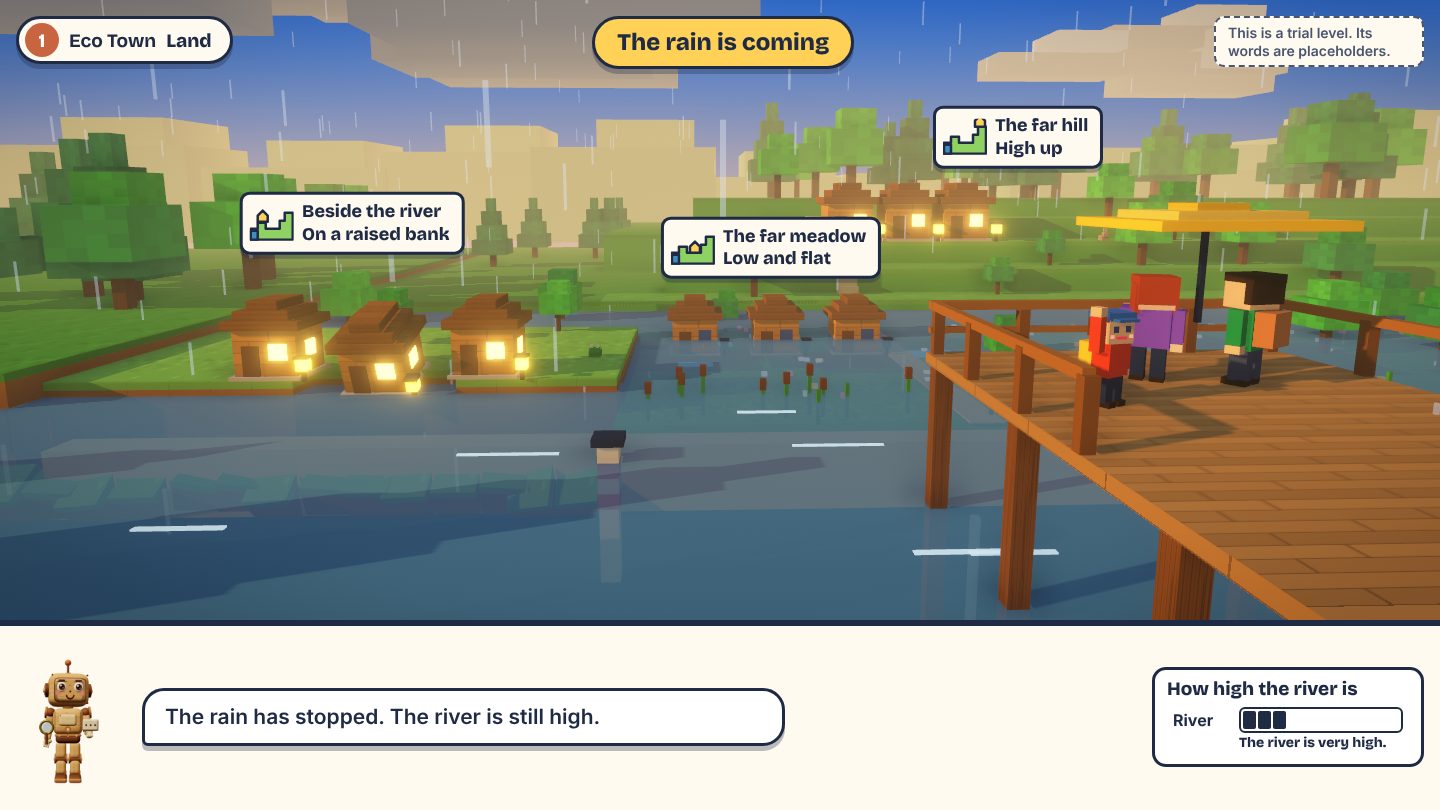 1 Eco Town Land
The rain is coming
This is a trial level. Its
words are placeholders.
The far hill
High up
Beside the river
On a raised bank
The far meadow
Low and flat
The rain has stopped. The river is still high.
How high the river is
River
The river is very high.